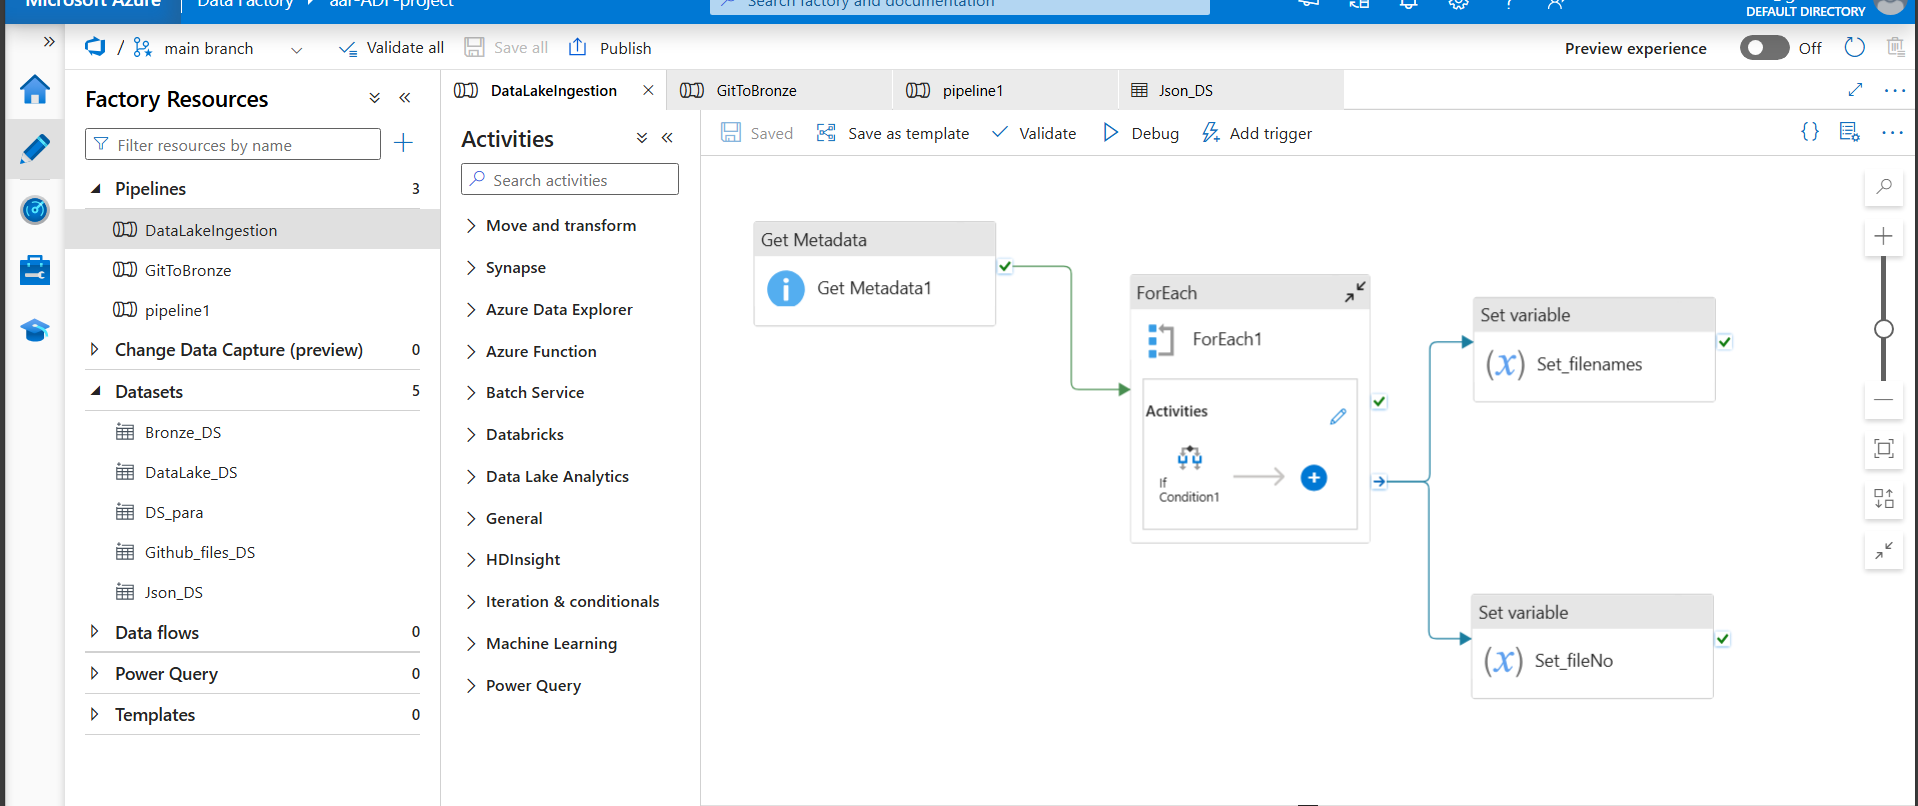 Microsoft Azure
Data Factory
aar-ADF-project
Search factory and documentation
DEFAULT DIRECTORY
/ main branch
Validate all
Save all
Publish
Preview experience
Off
Factory Resources
Filter resources by name
Pipelines 3
DataLakeIngestion
GitToBronze
pipeline1
Change Data Capture (preview) 0
Datasets 5
Bronze_DS
DataLake_DS
DS_para
Github_files_DS
Json_DS
Data flows 0
Power Query 0
Templates 0
DataLakeIngestion
GitToBronze
pipeline1
Json_DS
Activities
Search activities
Move and transform
Synapse
Azure Data Explorer
Azure Function
Batch Service
Databricks
Data Lake Analytics
General
HDInsight
Iteration & conditionals
Machine Learning
Power Query
Saved
Save as template
Validate
Debug
Add trigger
{}
Get Metadata
Get Metadata1
ForEach
ForEach1
Activities
If
Condition1
Set variable
(x) Set_filenames
Set variable
(x) Set_fileNo